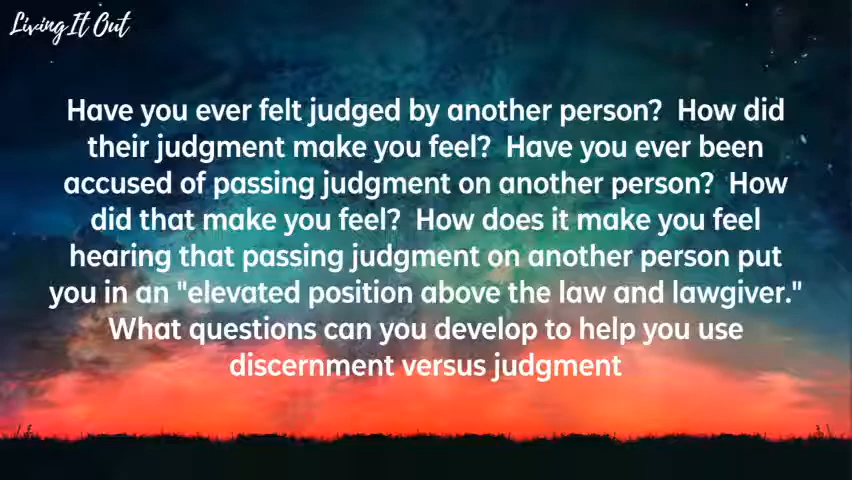 Living It Out
Have you ever felt judged by another person?  How did
their judgment make you feel?  Have you ever been
accused of passing judgment on another person?  How
did that make you feel?  How does it make you feel
hearing that passing judgment on another person put
you in an "elevated position above the law and lawgiver."
What questions can you develop to help you use
discernment versus judgment